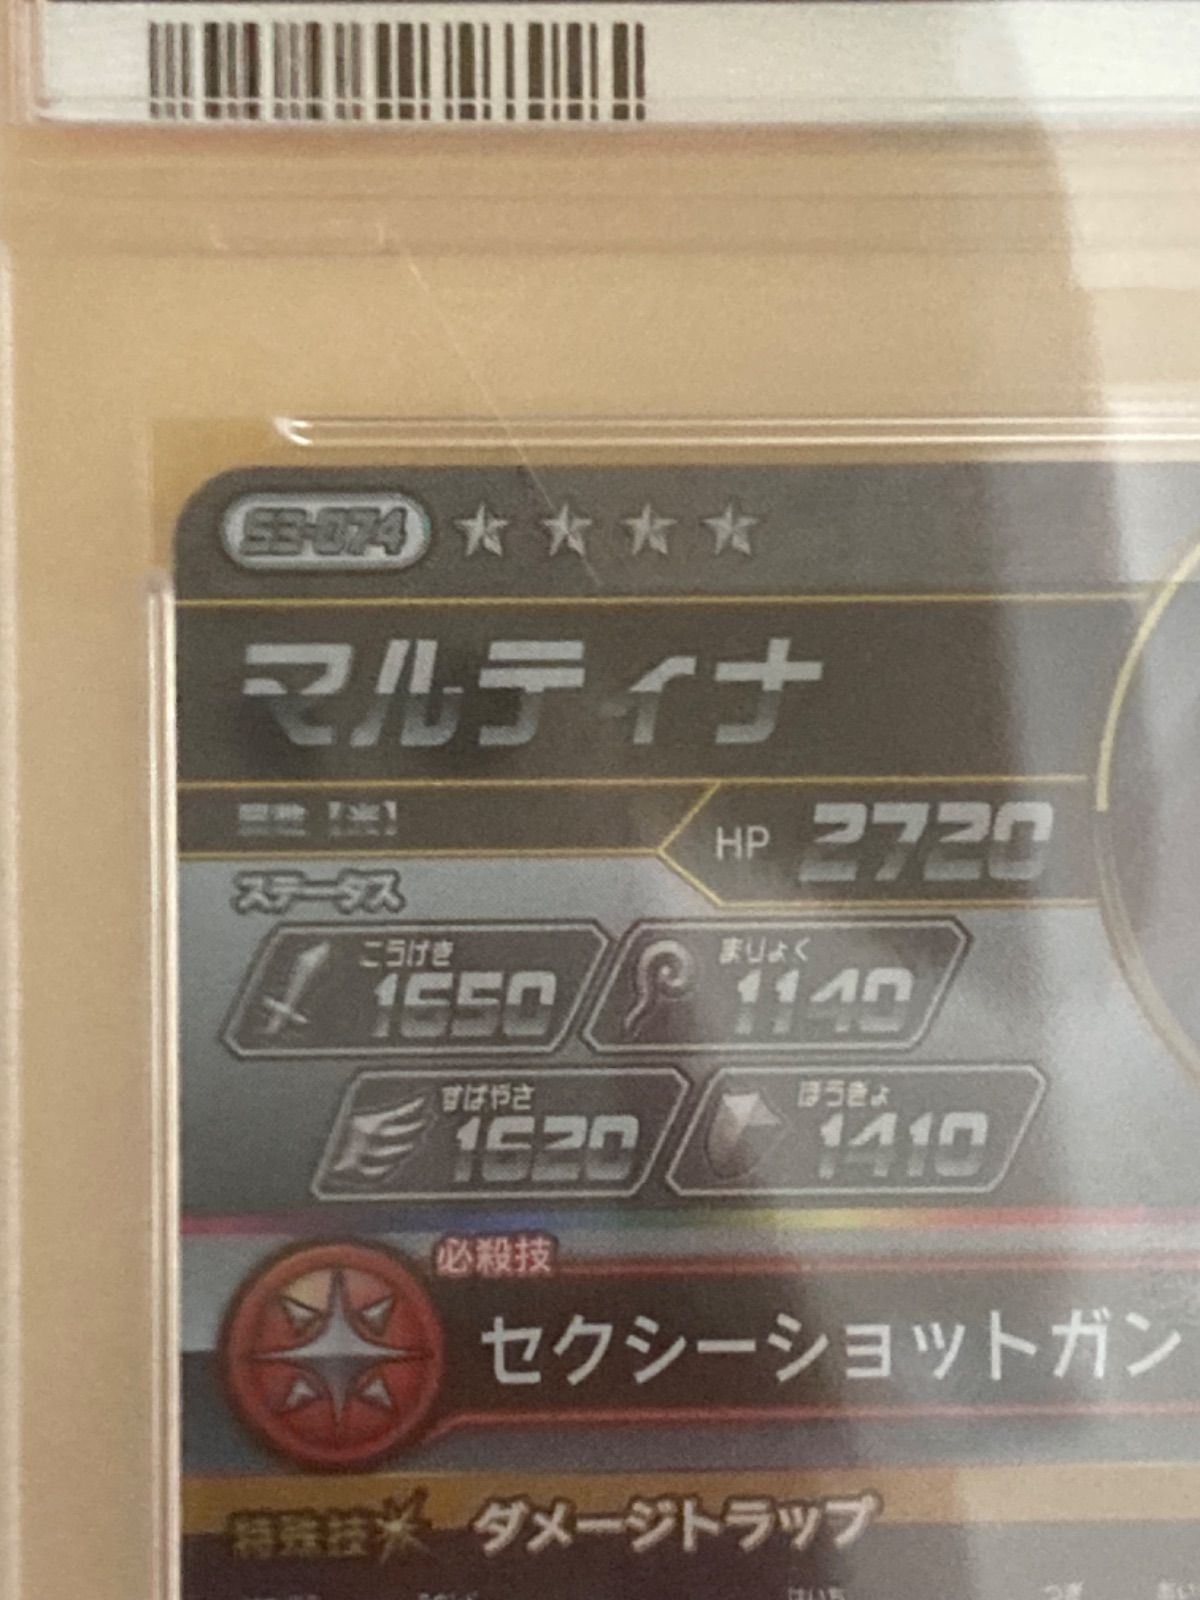 S3-074 ★★★★
マルティナ
HP 2720
ステータス
こうげき まりょく
1650 1140
すばやさ ぼうぎょ
1620 1410
必殺技
セクシーショットガン
特殊技 ダメージトラップ